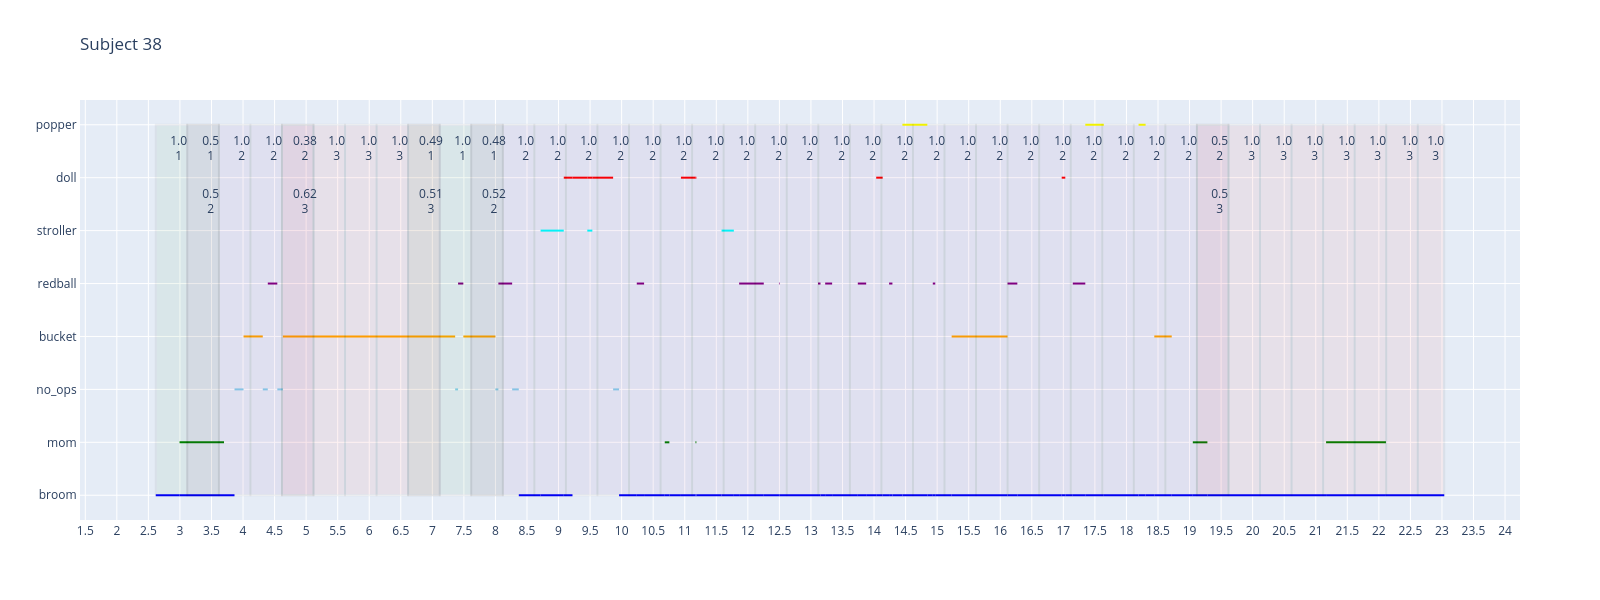 Subject 38
popper
1.0 0.5 1.0 1.0 0.38 1.0 1.0 1.0 0.49 1.0 0.48 1.0 1.0 1.0 1.0 1.0 1.0 1.0 1.0 1.0 1.0 1.0 1.0 1.0 1.0 1.0 1.0 1.0 1.0 1.0 1.0 1.0 1.0 0.5 1.0 1.0 1.0 1.0 1.0 1.0 1.0
1 1 2 2 2 3 3 3 1 1 1 2 2 2 2 2 2 2 2 2 2 2 2 2 2 2 2 2 2 2 2 2 2 2 3 3 3 3 3 3 3
doll
0.5 0.62 0.51 0.52 0.5
2 3 3 2 3
stroller
redball
bucket
no_ops
mom
broom
1.5 2 2.5 3 3.5 4 4.5 5 5.5 6 6.5 7 7.5 8 8.5 9 9.5 10 10.5 11 11.5 12 12.5 13 13.5 14 14.5 15 15.5 16 16.5 17 17.5 18 18.5 19 19.5 20 20.5 21 21.5 22 22.5 23 23.5 24